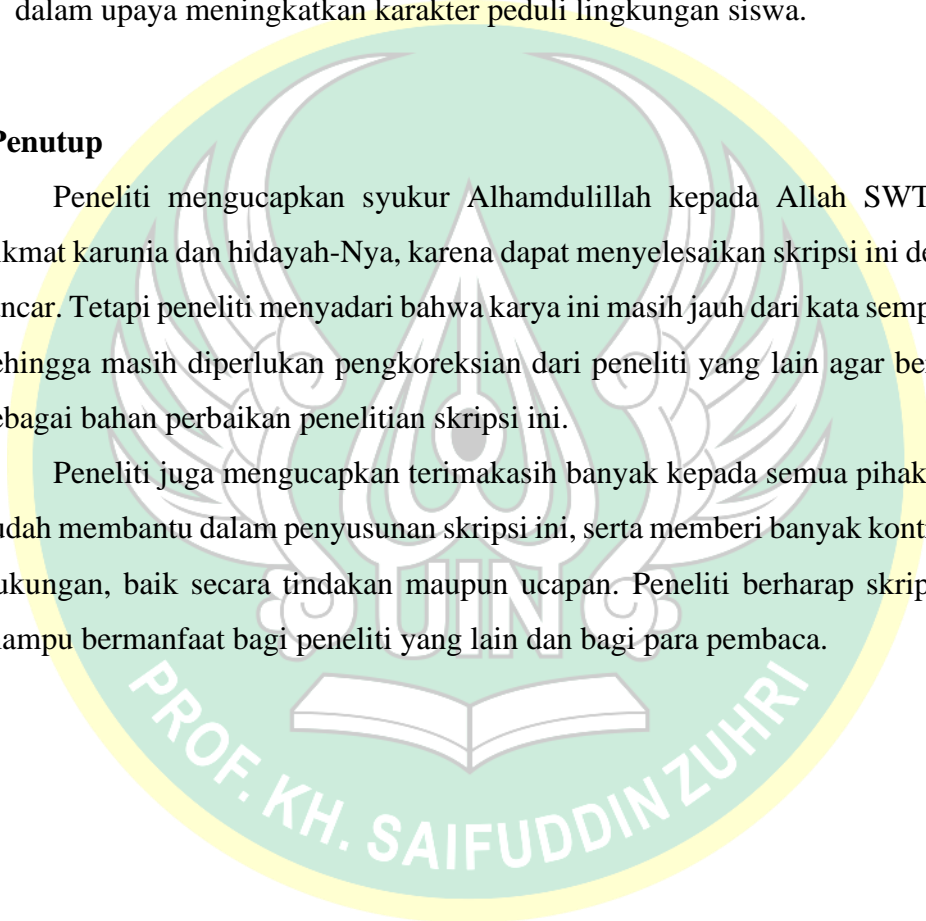 dalam upaya meningkatkan karakter peduli lingkungan siswa.
Penutup
Peneliti mengucapkan syukur Alhamdulillah kepada Allah SWT
karunia dan hidayah-Nya, karena dapat menyelesaikan skripsi ini
Tetapi peneliti menyadari bahwa karya ini masih jauh dari kata
masih diperlukan pengkoreksian dari peneliti yang lain agar
bahan perbaikan penelitian skripsi ini.
Peneliti juga mengucapkan terimakasih banyak kepada semua pihak
membantu dalam penyusunan skripsi ini, serta memberi banyak
baik secara tindakan maupun ucapan. Peneliti berharap
bermanfaat bagi peneliti yang lain dan bagi para pembaca.
UIN
PROF. KH. SAIFUDDIN ZUHRI